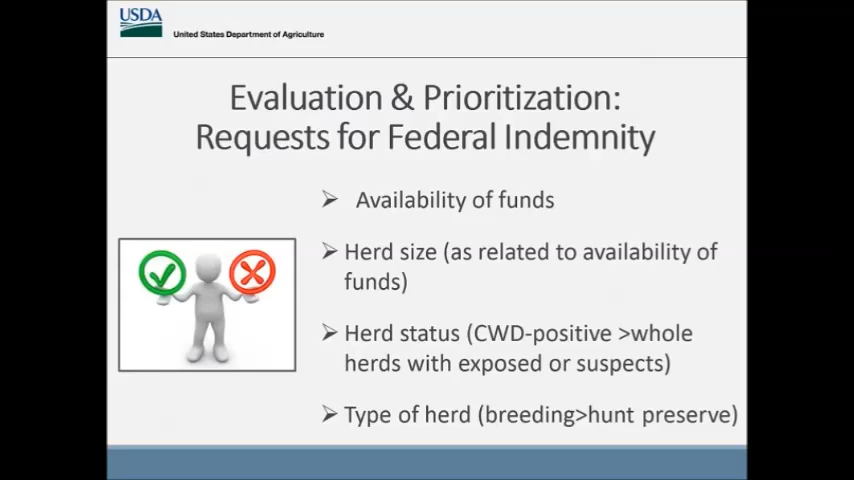 USDA
United States Department of Agriculture
Evaluation & Prioritization:
Requests for Federal Indemnity
➢ Availability of funds
➢ Herd size (as related to availability of
funds)
➢ Herd status (CWD-positive >whole
herds with exposed or suspects)
➢ Type of herd (breeding>hunt preserve)